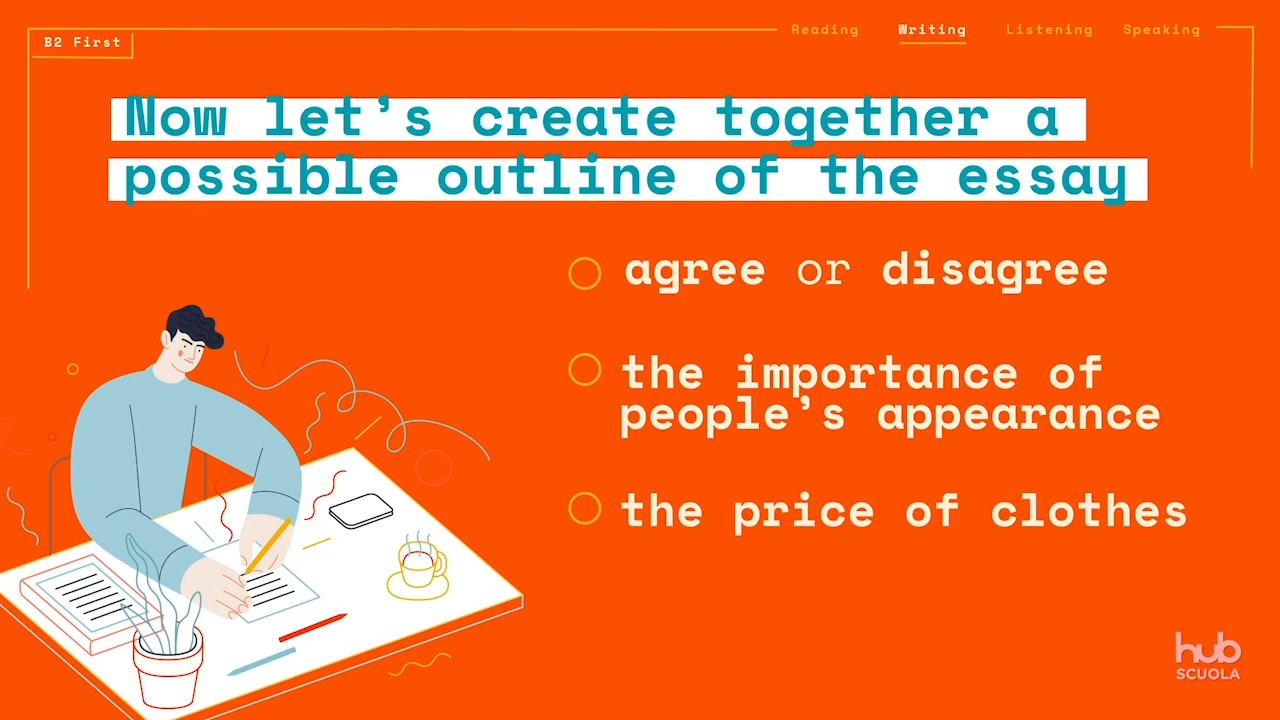 B2 First
Reading Writing Listening Speaking
Now let’s create together a
possible outline of the essay
agree or disagree
the importance of
people’s appearance
the price of clothes
hub
SCUOLA